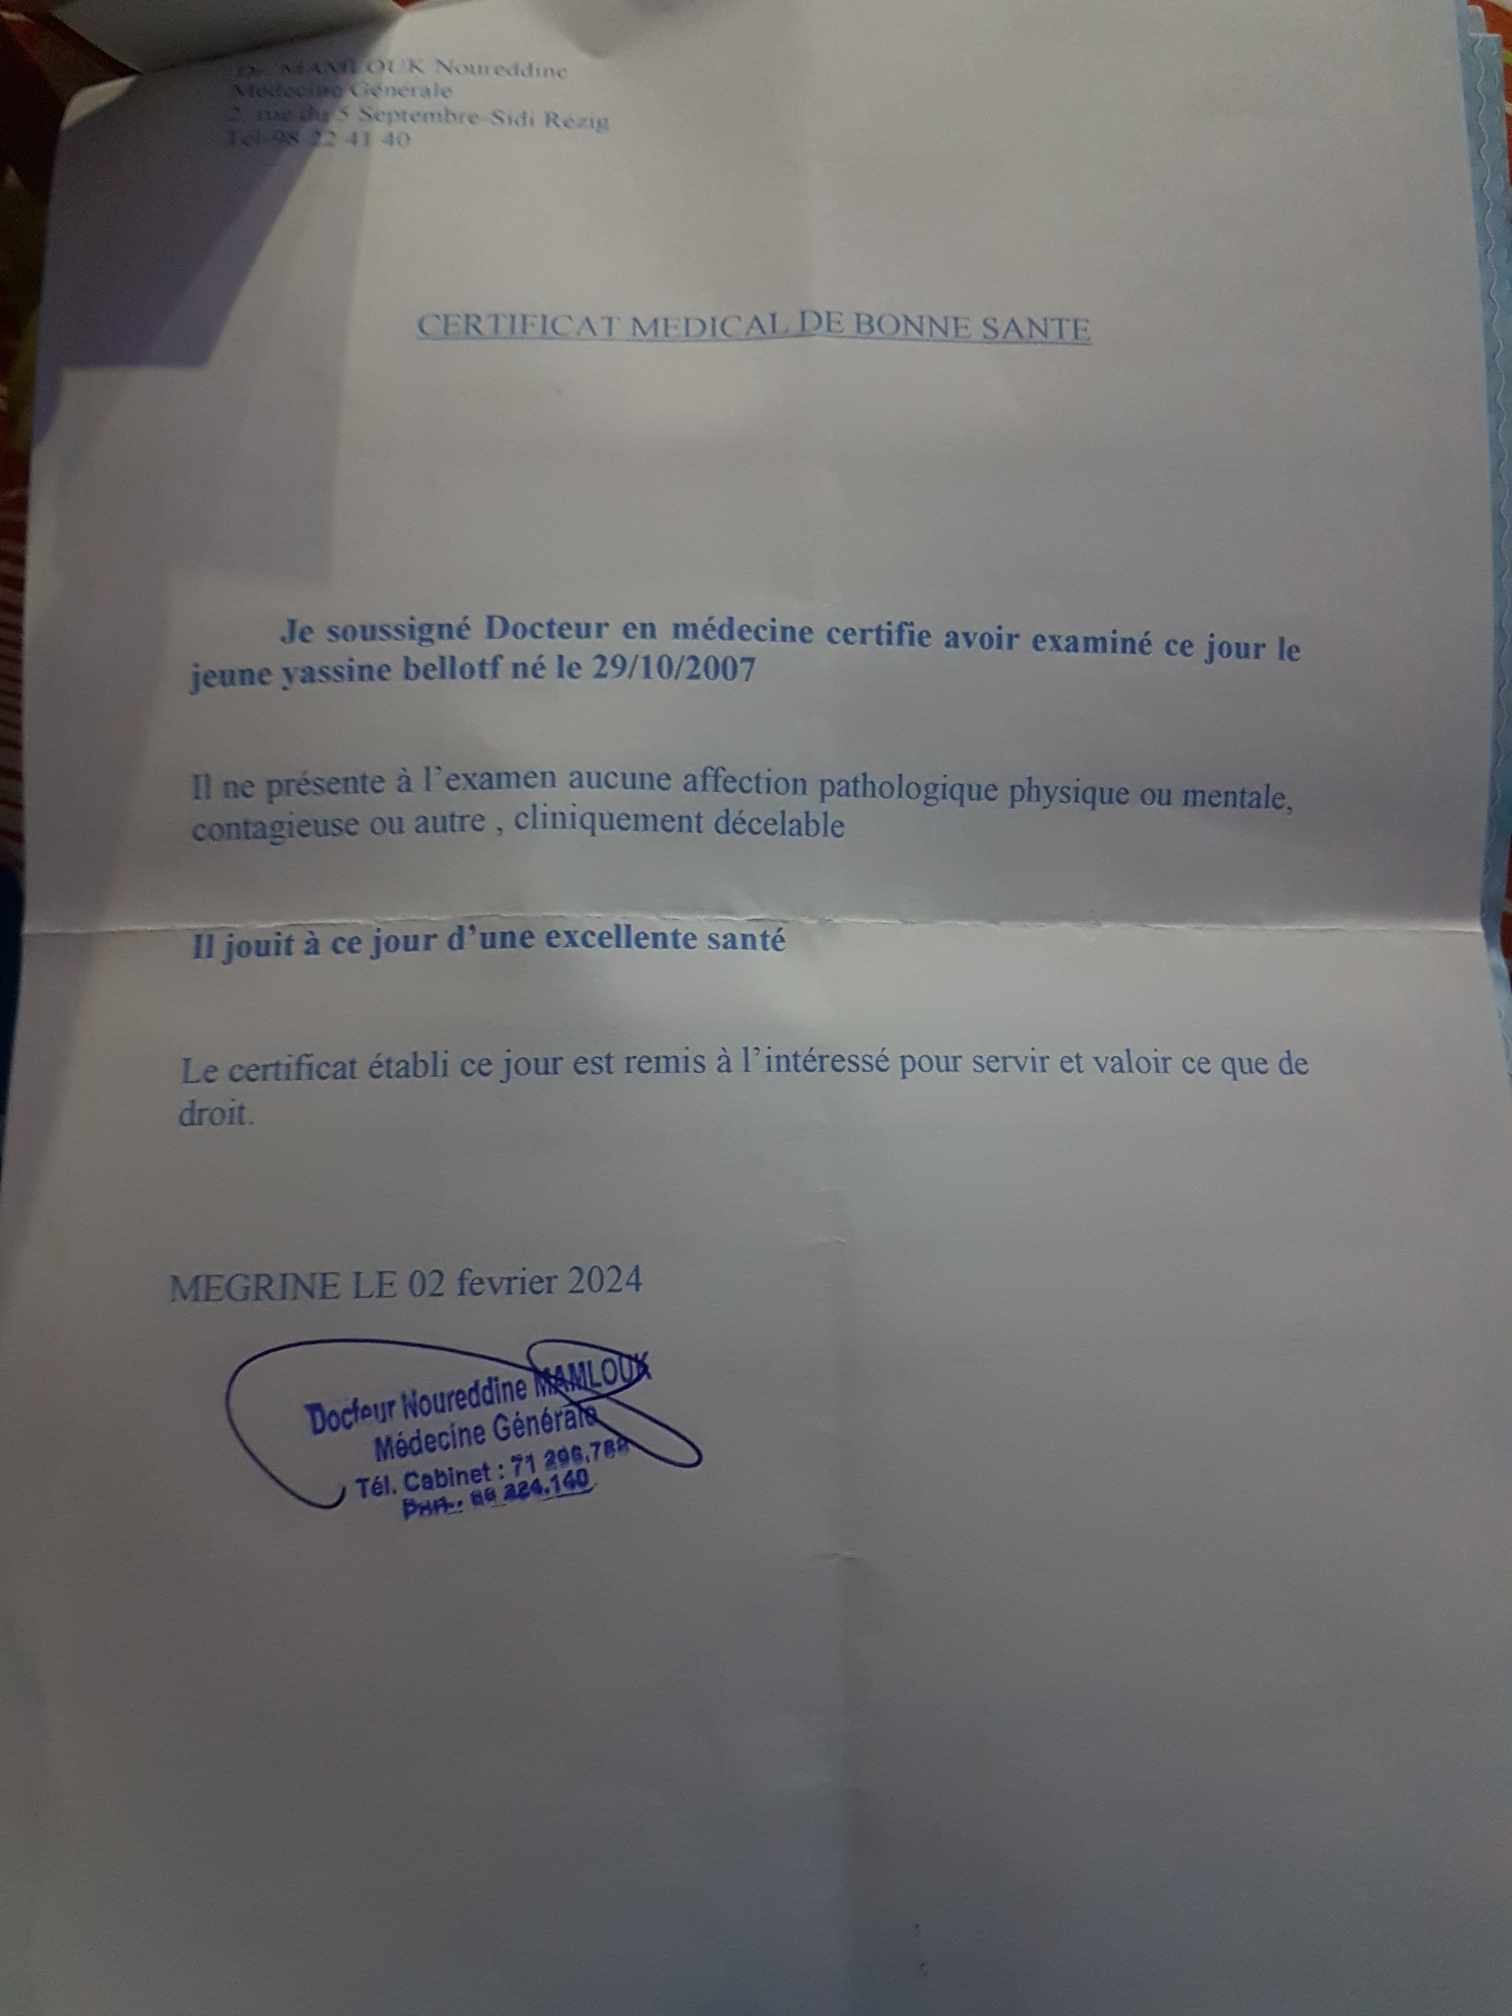 Dr MAMLOUK Noureddine
Médecine Générale
2, rue du 5 Septembre-Sidi Rézig
Tel 98 22 41 40
CERTIFICAT MEDICAL DE BONNE SANTE
Je soussigné Docteur en médecine certifie avoir examiné ce jour le
jeune yassine bellotf né le 29/10/2007
Il ne présente à l'examen aucune affection pathologique physique ou mentale,
contagieuse ou autre , cliniquement décelable
Il jouit à ce jour d'une excellente santé
Le certificat établi ce jour est remis à l'intéressé pour servir et valoir ce que de
droit.
MEGRINE LE 02 fevrier 2024
Docteur Noureddine MAMLOUK
Médecine Générale
Tél. Cabinet : 71 296.788
224.140